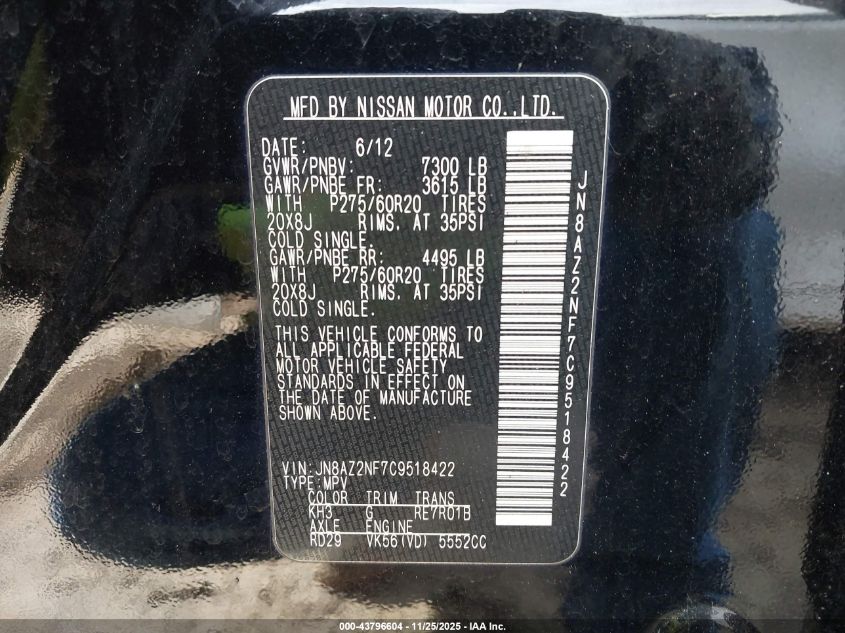 MFD BY NISSAN MOTOR CO.,LTD.
DATE: 6/12
GVWR/PNBV: 7300 LB
GAWR/PNBE FR: 3615 LB
WITH P275/60R20 TIRES
20X8J RIMS. AT 35PSI
COLD SINGLE.
GAWR/PNBE RR: 4495 LB
WITH P275/60R20 TIRES
20X8J RIMS. AT 35PSI
COLD SINGLE.
THIS VEHICLE CONFORMS TO
ALL APPLICABLE FEDERAL
MOTOR VEHICLE SAFETY
STANDARDS IN EFFECT ON
THE DATE OF MANUFACTURE
SHOWN ABOVE.
VIN:JN8AZ2NF7C9518422
TYPE:MPV
COLOR TRIM TRANS
KH3 G RE7R01B
AXLE ENGINE
RD29 VK56(VD) 5552CC
JN8AZ2NF7C9518422
000-43796604 - 11/25/2025 - IAA Inc.